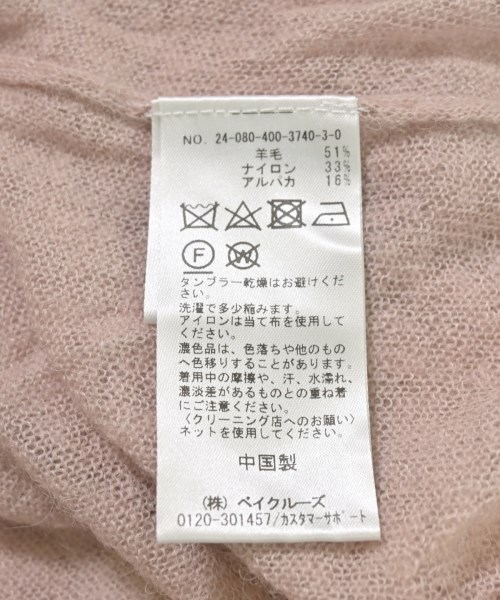 NO. 24-080-400-3740-3-0
羊毛 51%
ナイロン 33%
アルパカ 16%
F W
タンブラー乾燥はお避けくだ
さい。
洗濯で多少縮みます。
アイロンは当て布を使用して
ください。
濃色品は、色落ちや他のもの
へ色移りすることがあります。
着用中の摩擦や、汗、水濡れ、
濃淡差があるものとの重ね着
にご注意ください。
〈クリーニング店へのお願い〉
ネットを使用してください。
中国製
(株) ベイクルーズ
0120-301457/カスタマーサポート